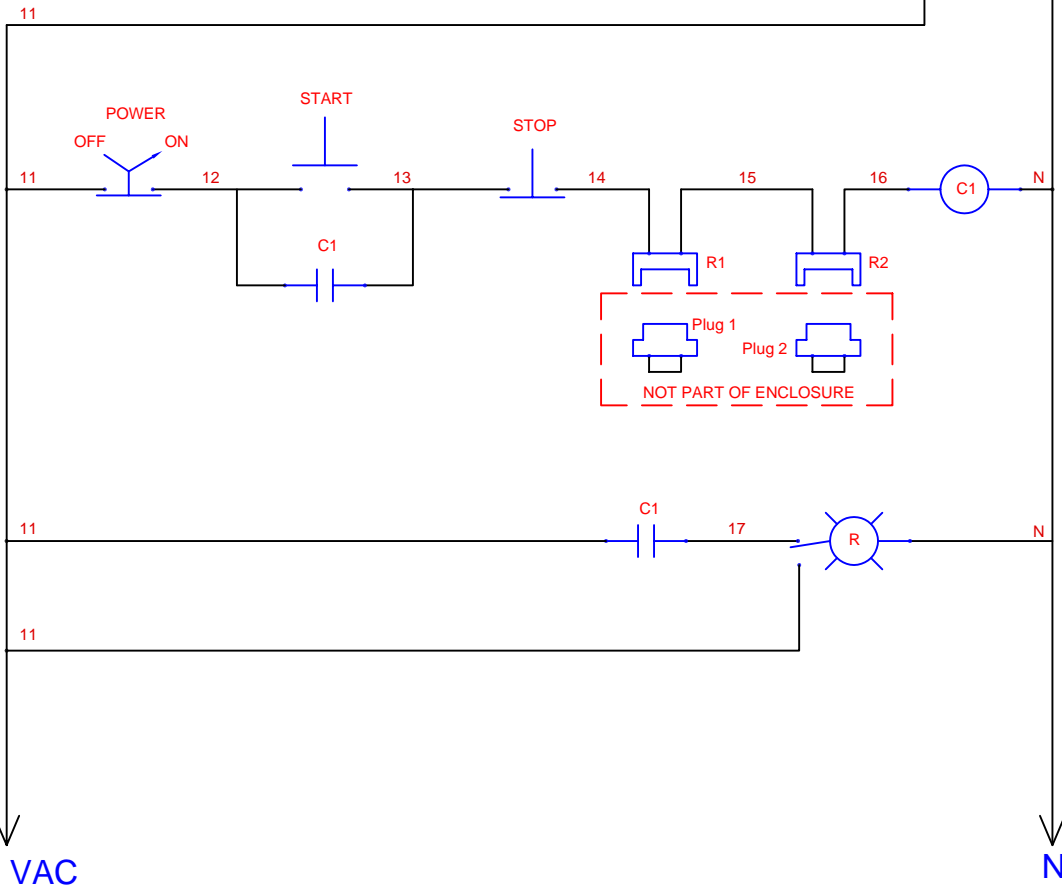 11
START
POWER
STOP
OFF ON
11 12 13 14 15 16 C1 N
C1
R1 R2
Plug 1
Plug 2
NOT PART OF ENCLOSURE
C1
11 17 R N
11
VAC N